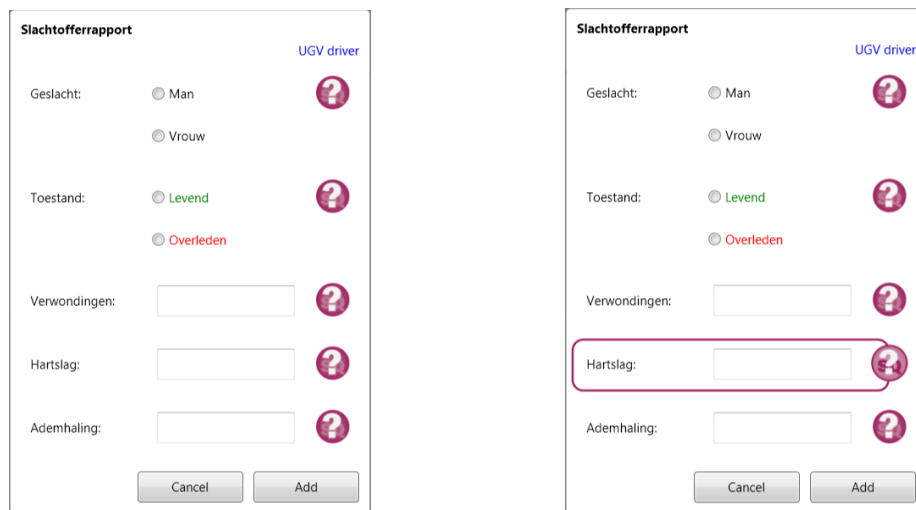 Slachtofferrapport
UGV driver
Geslacht:
Man
?
Vrouw
Toestand:
Levend
?
Overleden
Verwondingen:
?
Hartslag:
?
Ademhaling:
?
Cancel
Add
Slachtofferrapport
UGV driver
Geslacht:
Man
?
Vrouw
Toestand:
Levend
?
Overleden
Verwondingen:
?
Hartslag:
? SQ
Ademhaling:
?
Cancel
Add